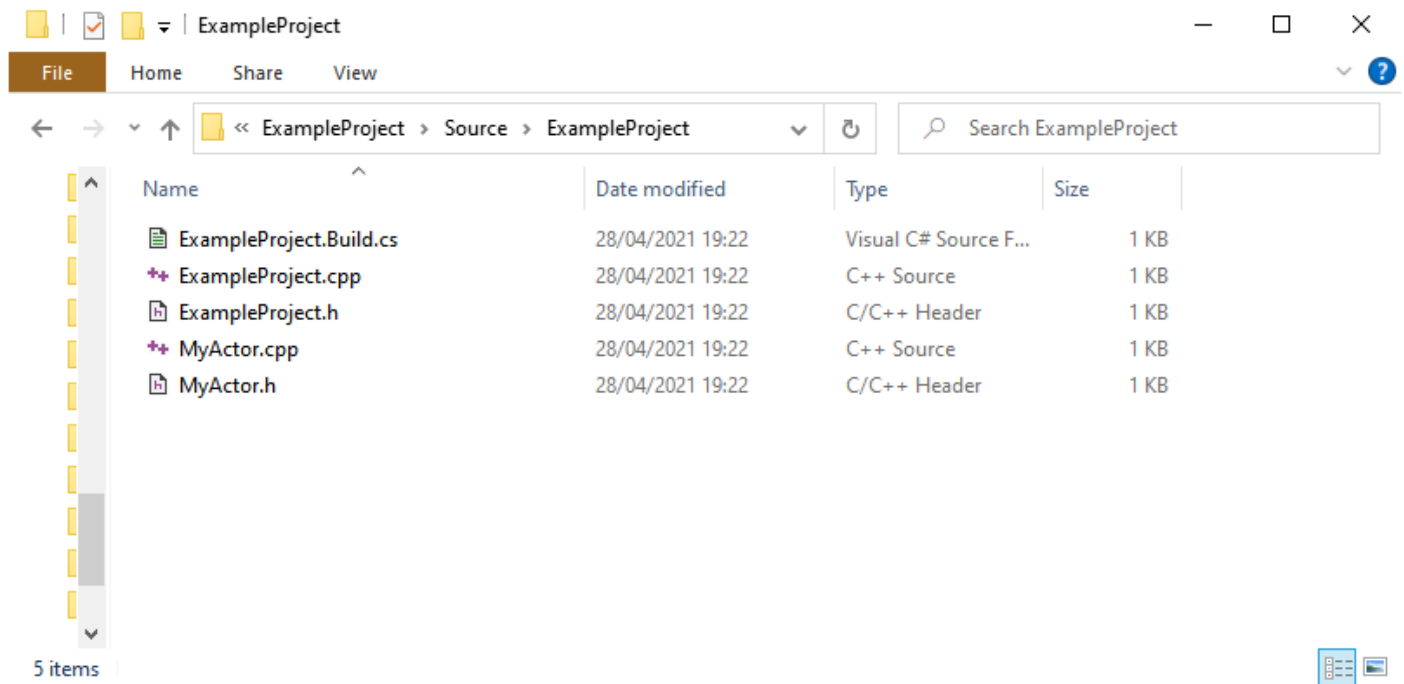 ExampleProject
File Home Share View ?
« ExampleProject > Source > ExampleProject Search ExampleProject
Name Date modified Type Size
ExampleProject.Build.cs 28/04/2021 19:22 Visual C# Source F... 1 KB
ExampleProject.cpp 28/04/2021 19:22 C++ Source 1 KB
ExampleProject.h 28/04/2021 19:22 C/C++ Header 1 KB
MyActor.cpp 28/04/2021 19:22 C++ Source 1 KB
MyActor.h 28/04/2021 19:22 C/C++ Header 1 KB
5 items